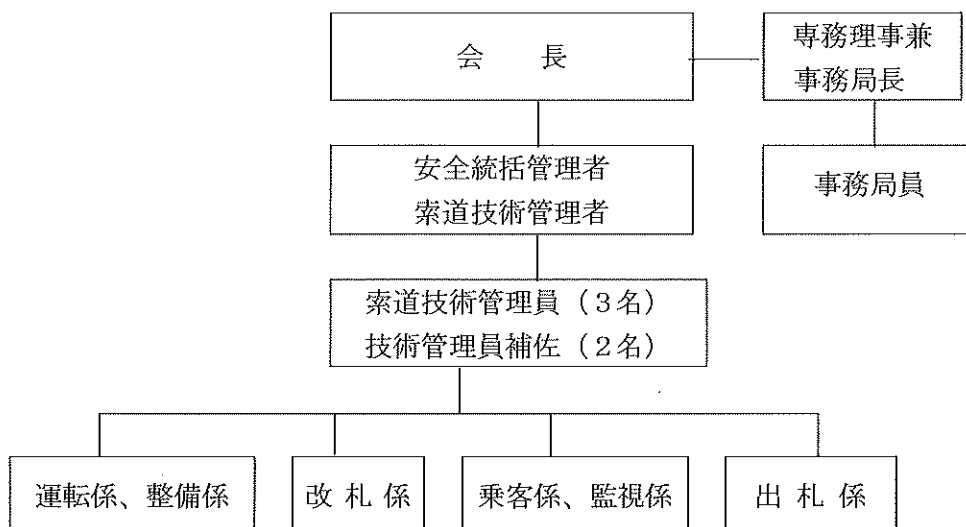 会　　長
専務理事兼
事務局長
安全統括管理者
索道技術管理者
事務局員
索道技術管理員（３名）
技術管理員補佐（２名）
運転係、整備係
改 札 係
乗客係、監視係
出 札 係